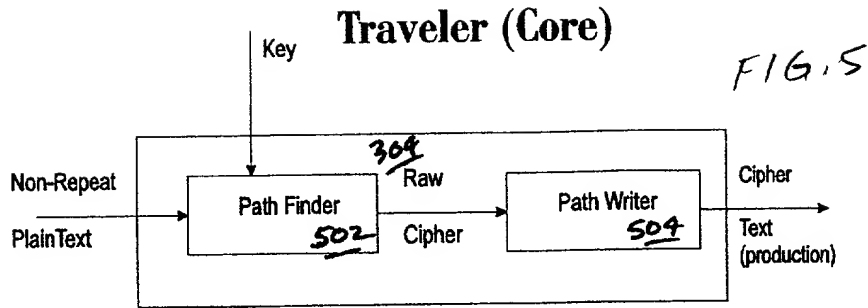 Traveler (Core)
Key
FIG. 5
304
Non-Repeat
PlainText
Path Finder
502
Raw
Cipher
Path Writer
504
Cipher
Text
(production)